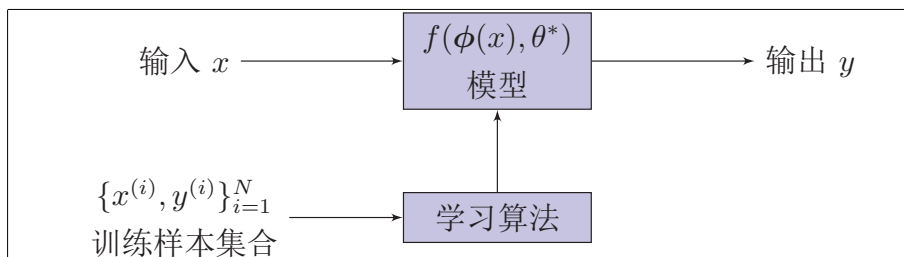 输入 x
f(ϕ(x), θ*)
模型
输出 y
{x^(i), y^(i)}_{i=1}^N
训练样本集合
学习算法